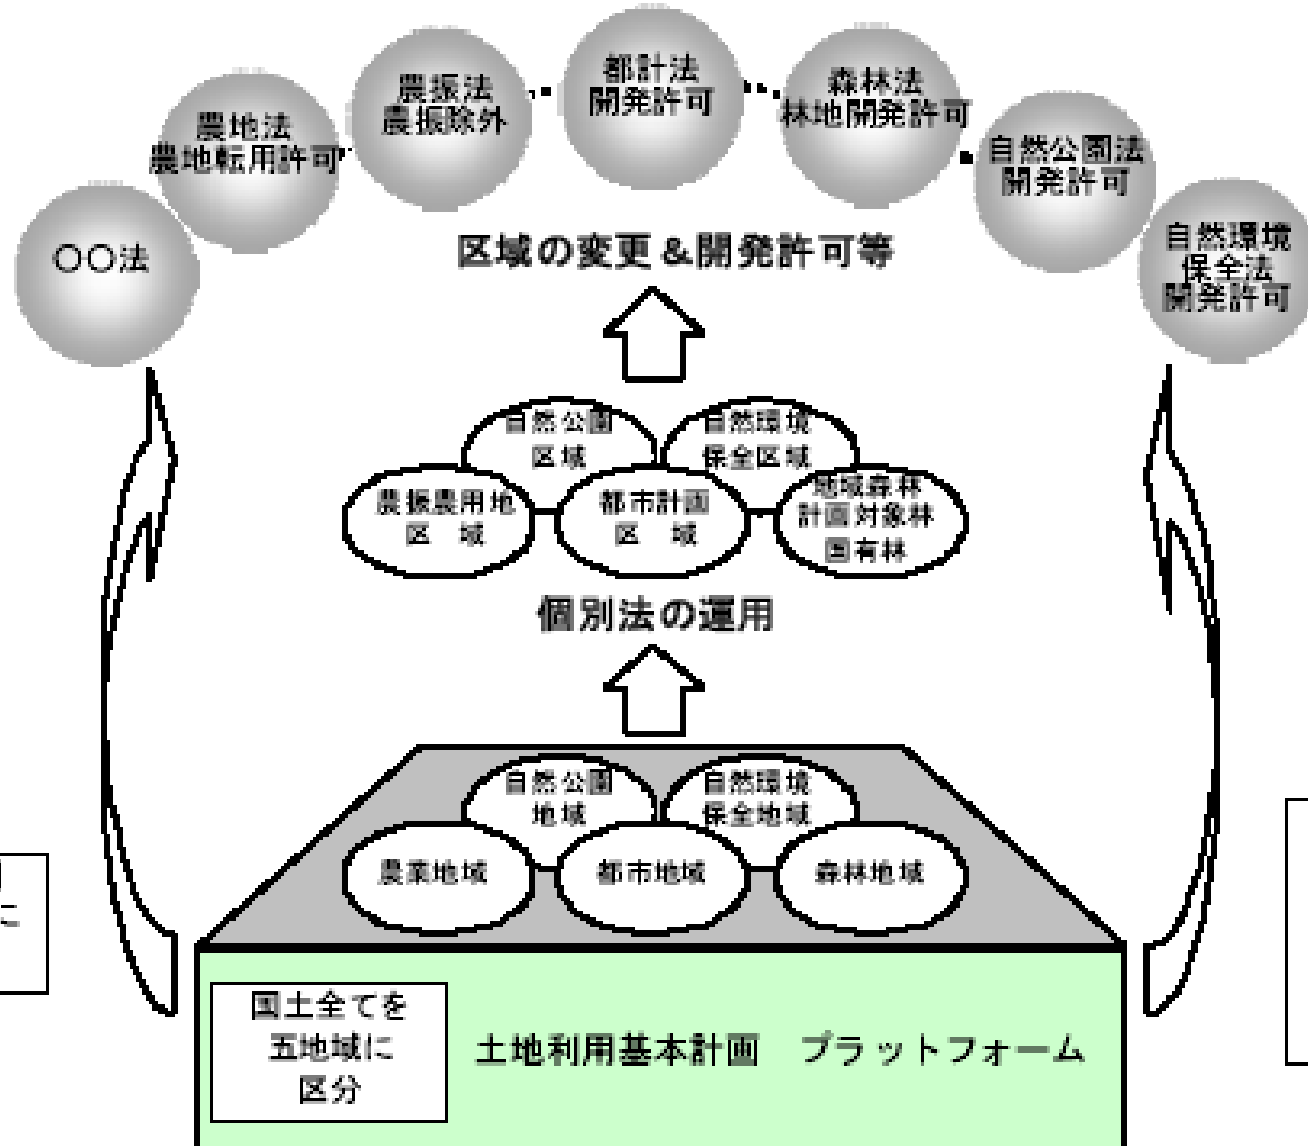 都計法
開発許可
農振法
農振除外
森林法
林地開発許可
農地法
農地転用許可
自然公園法
開発許可
〇〇法
自然環境
保全法
開発許可
区域の変更＆開発許可等
自然公園
区域
自然環境
保全区域
農振農用地
区　域
都市計画
区　域
地域森林
計画対象林
国有林
個別法の運用
自然公園
地域
自然環境
保全地域
農業地域
都市地域
森林地域
に
国土全てを
五地域に
区分
土地利用基本計画　プラットフォーム